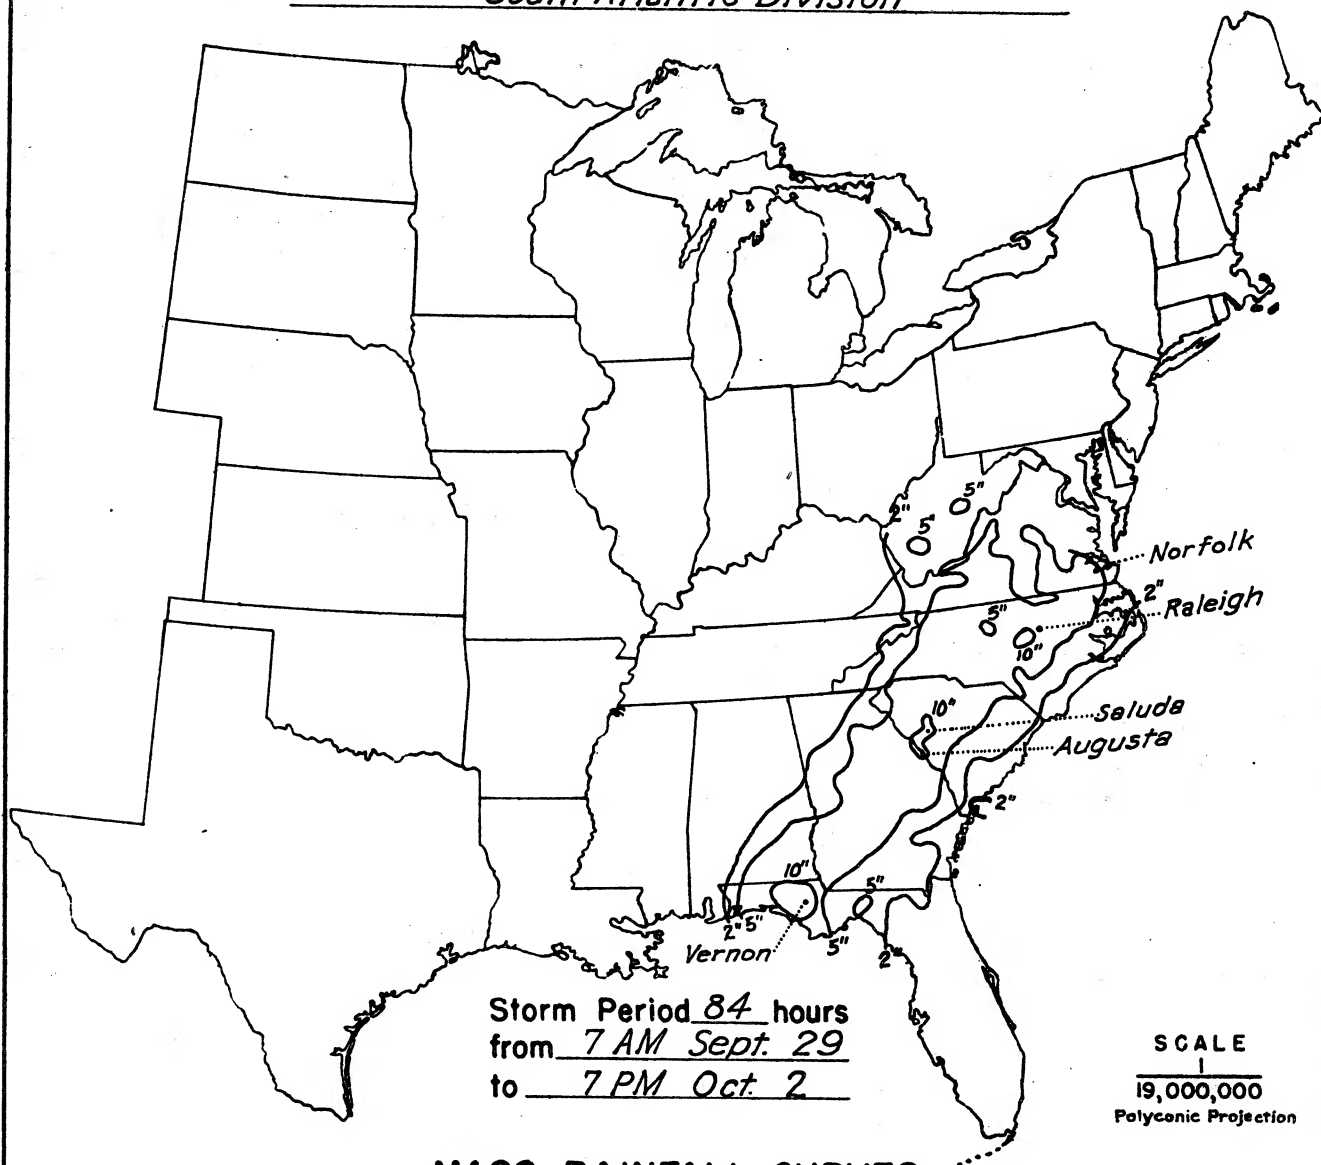 South Atlantic Division
5"
2"
5"
Norfolk
2"
Raleigh
5"
10"
10"
Saluda
Augusta
2"
10"
5"
2" 5"
Vernon
5"
2"
Storm Period 84 hours
from 7 AM Sept. 29
to 7 PM Oct. 2
SCALE
1
19,000,000
Polyconic Projection
MASS RAINFALL CURVES